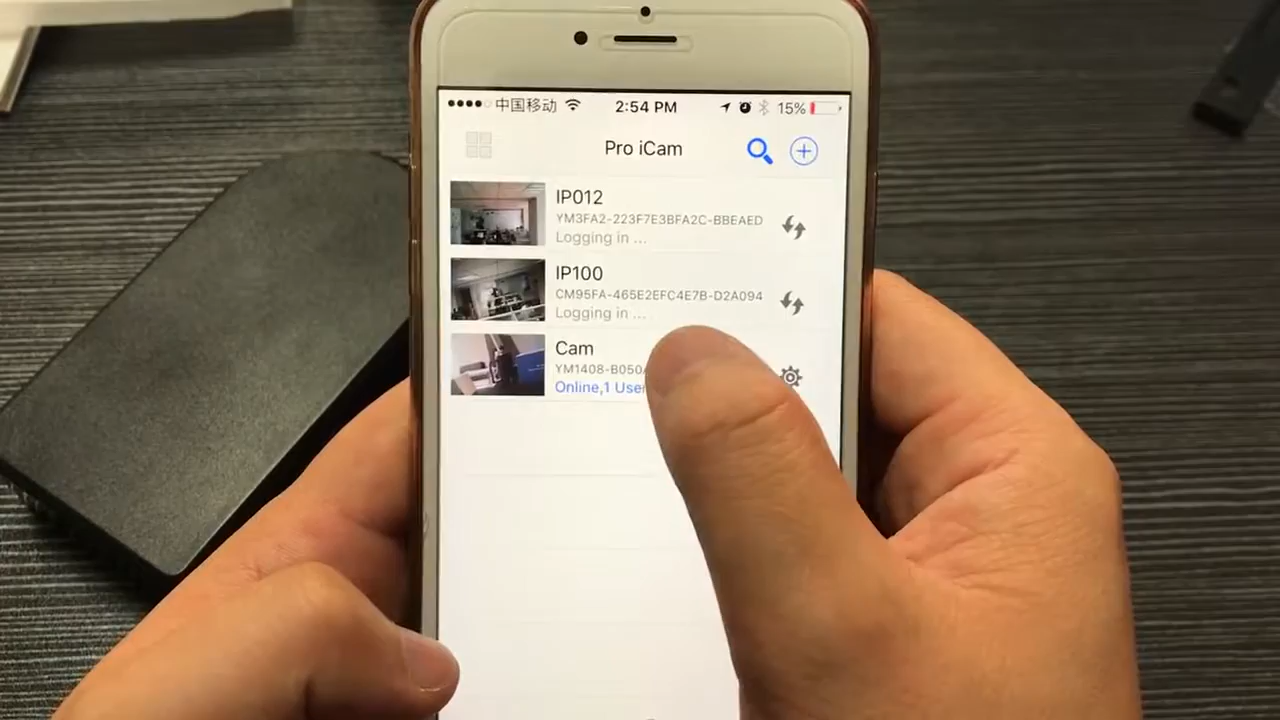 中国移动 2:54 PM 15%
Pro iCam
IP012
YM3FA2-223F7E3BFA2C-BBEAED
Logging in ...
IP100
CM95FA-465E2EFC4E7B-D2A094
Logging in ...
Cam
YM1408-B050
Online,1 User